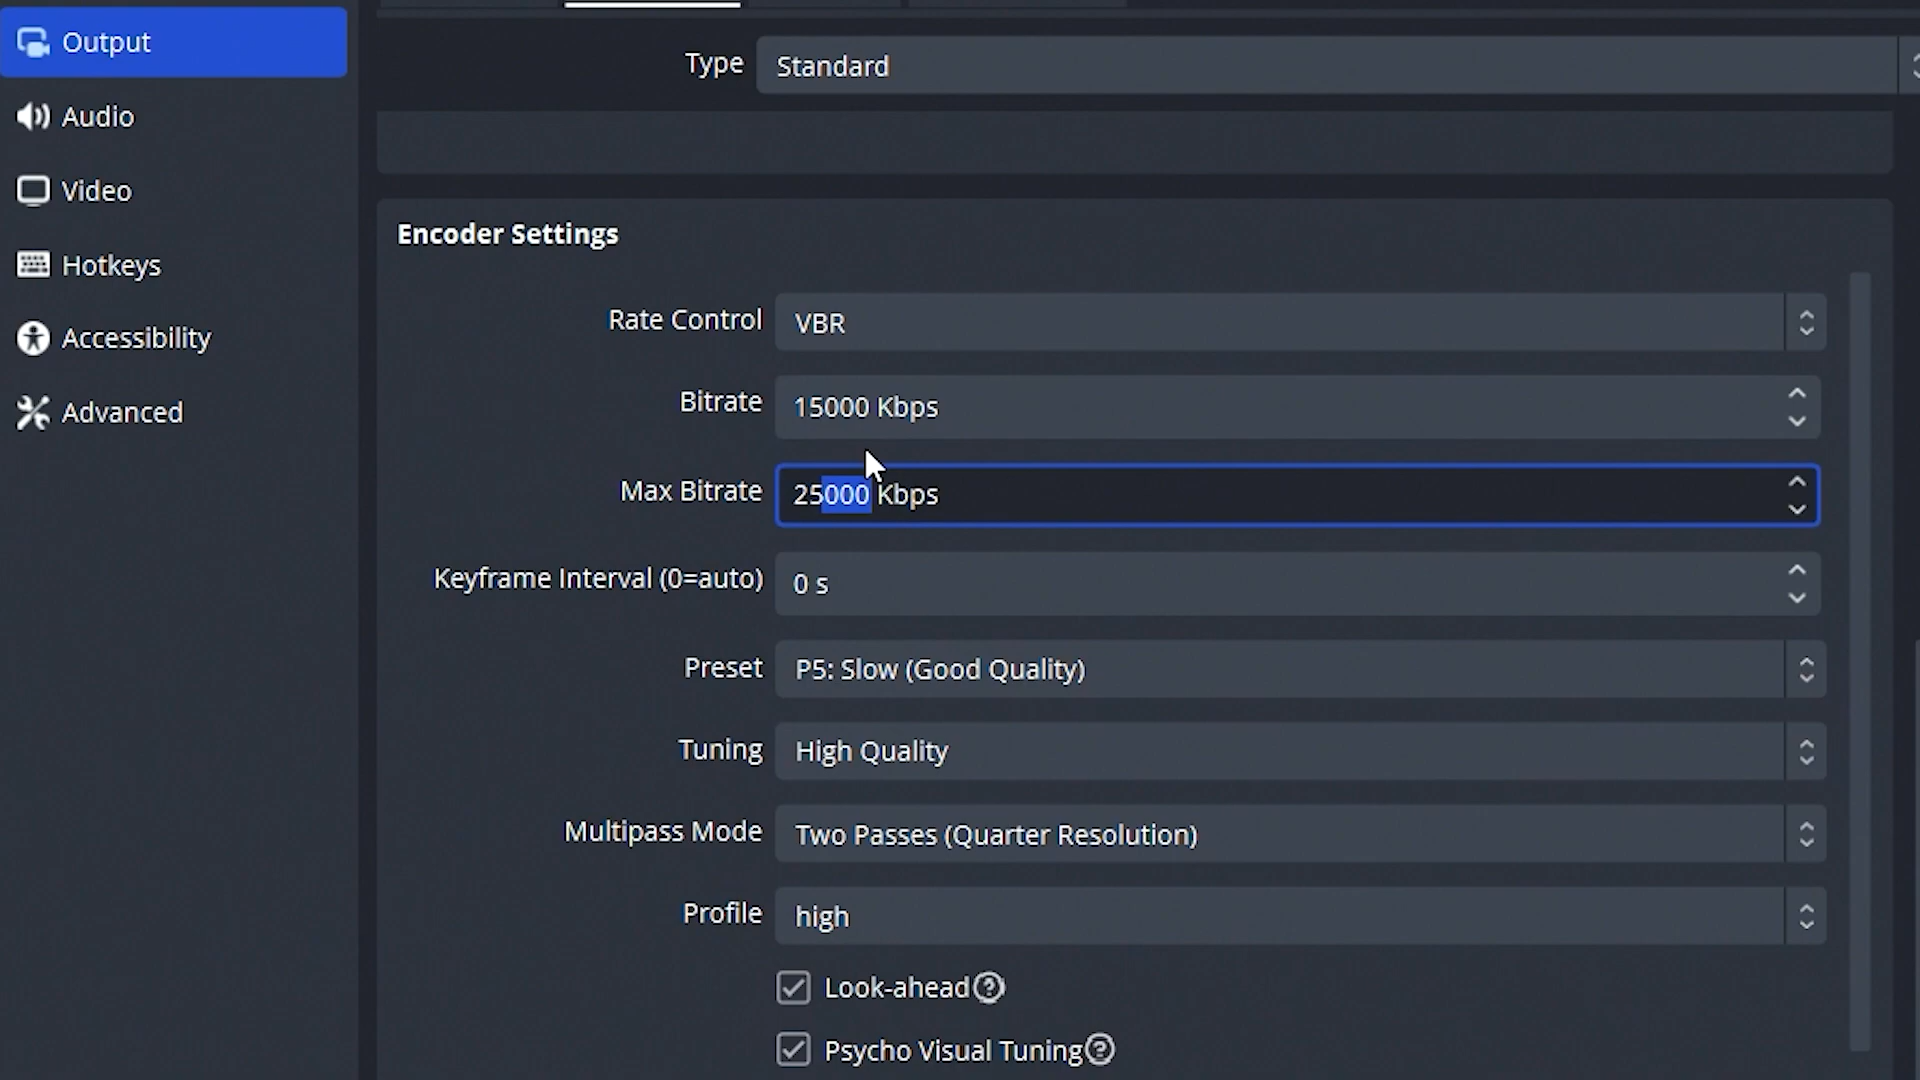 Output
Audio
Video
Hotkeys
Accessibility
Advanced
Type Standard
Encoder Settings
Rate Control VBR
Bitrate 15000 Kbps
Max Bitrate 25000 Kbps
Keyframe Interval (0=auto) 0 s
Preset P5: Slow (Good Quality)
Tuning High Quality
Multipass Mode Two Passes (Quarter Resolution)
Profile high
Look-ahead ?
Psycho Visual Tuning ?